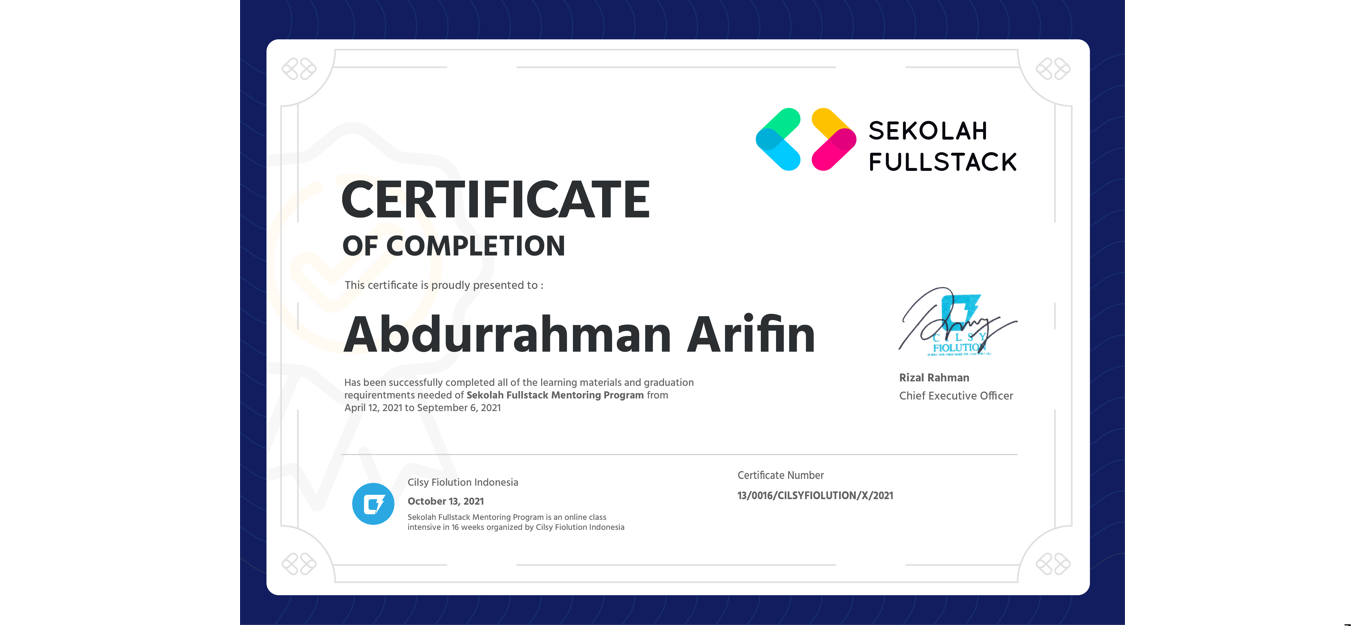 SEKOLAH
FULLSTACK
CERTIFICATE
OF COMPLETION
This certificate is proudly presented to :
Abdurrahman Arifin
Has been successfully completed all of the learning materials and graduation
requirentments needed of Sekolah Fullstack Mentoring Program from
April 12, 2021 to September 6, 2021
CILSY
FIOLUTION
Rizal Rahman
Chief Executive Officer
Cilsy Fiolution Indonesia
October 13, 2021
Sekolah Fullstack Mentoring Program is an online class
intensive in 16 weeks organized by Cilsy Fiolution Indonesia
Certificate Number
13/0016/CILSYFIOLUTION/X/2021